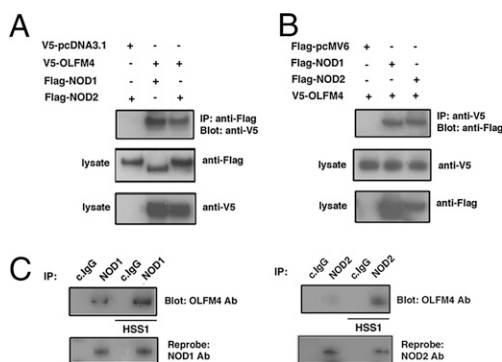 A
V5-pcDNA3.1 + - -
V5-OLFM4 - + +
Flag-NOD1 - + -
Flag-NOD2 + - +
IP: anti-Flag
Blot: anti-V5
lysate anti-Flag
lysate anti-V5
B
Flag-pcMV6 + - -
Flag-NOD1 - + -
Flag-NOD2 - - +
V5-OLFM4 + + +
IP: anti-V5
Blot: anti-Flag
lysate anti-V5
lysate anti-Flag
C
IP: c.IgG NOD1 c.IgG NOD1
Blot: OLFM4 Ab
HSS1
Reprobe:
NOD1 Ab
IP: c.IgG NOD2 c.IgG NOD2
Blot: OLFM4 Ab
HSS1
Reprobe:
NOD2 Ab